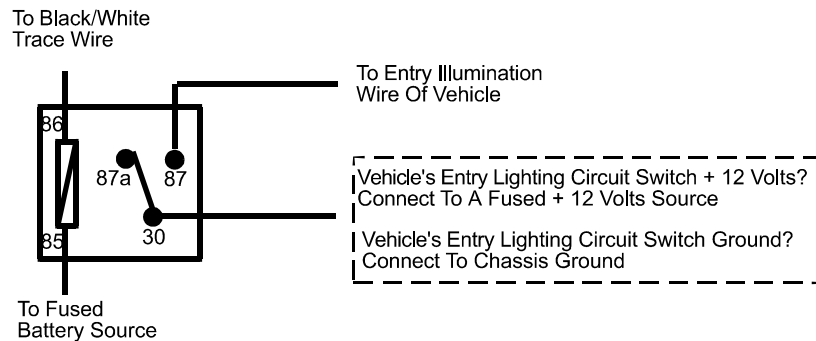 To Black/White
Trace Wire
To Entry Illumination
Wire Of Vehicle
86
87a
87
30
85
Vehicle's Entry Lighting Circuit Switch + 12 Volts?
Connect To A Fused + 12 Volts Source
Vehicle's Entry Lighting Circuit Switch Ground?
Connect To Chassis Ground
To Fused
Battery Source